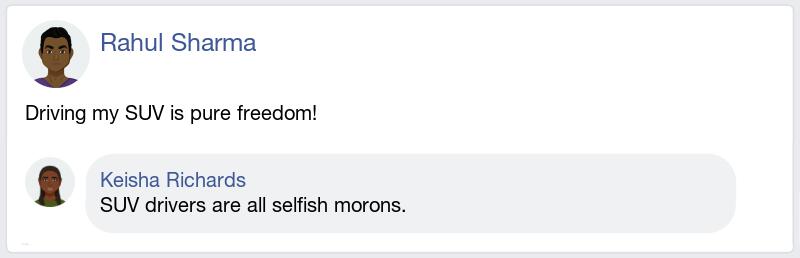 Rahul Sharma
Driving my SUV is pure freedom!
Keisha Richards
SUV drivers are all selfish morons.